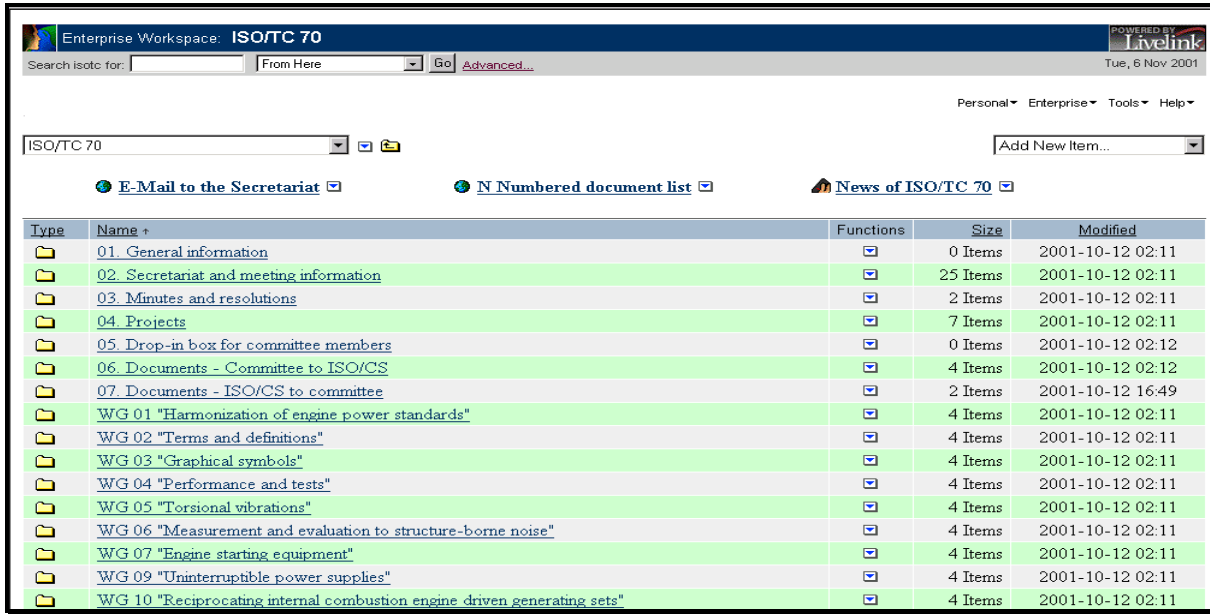 Enterprise Workspace: ISO/TC 70
POWERED BY
Livelink
Search isotc for: From Here Go Advanced... Tue, 6 Nov 2001
Personal Enterprise Tools Help
ISO/TC 70 Add New Item...
E-Mail to the Secretariat N Numbered document list News of ISO/TC 70
Type Name Functions Size Modified
01. General information 0 Items 2001-10-12 02:11
02. Secretariat and meeting information 25 Items 2001-10-12 02:11
03. Minutes and resolutions 2 Items 2001-10-12 02:11
04. Projects 7 Items 2001-10-12 02:11
05. Drop-in box for committee members 0 Items 2001-10-12 02:12
06. Documents - Committee to ISO/CS 4 Items 2001-10-12 02:12
07. Documents - ISO/CS to committee 2 Items 2001-10-12 16:49
WG 01 "Harmonization of engine power standards" 4 Items 2001-10-12 02:11
WG 02 "Terms and definitions" 4 Items 2001-10-12 02:11
WG 03 "Graphical symbols" 4 Items 2001-10-12 02:11
WG 04 "Performance and tests" 4 Items 2001-10-12 02:11
WG 05 "Torsional vibrations" 4 Items 2001-10-12 02:11
WG 06 "Measurement and evaluation to structure-borne noise" 4 Items 2001-10-12 02:11
WG 07 "Engine starting equipment" 4 Items 2001-10-12 02:11
WG 09 "Uninterruptible power supplies" 4 Items 2001-10-12 02:11
WG 10 "Reciprocating internal combustion engine driven generating sets" 4 Items 2001-10-12 02:11